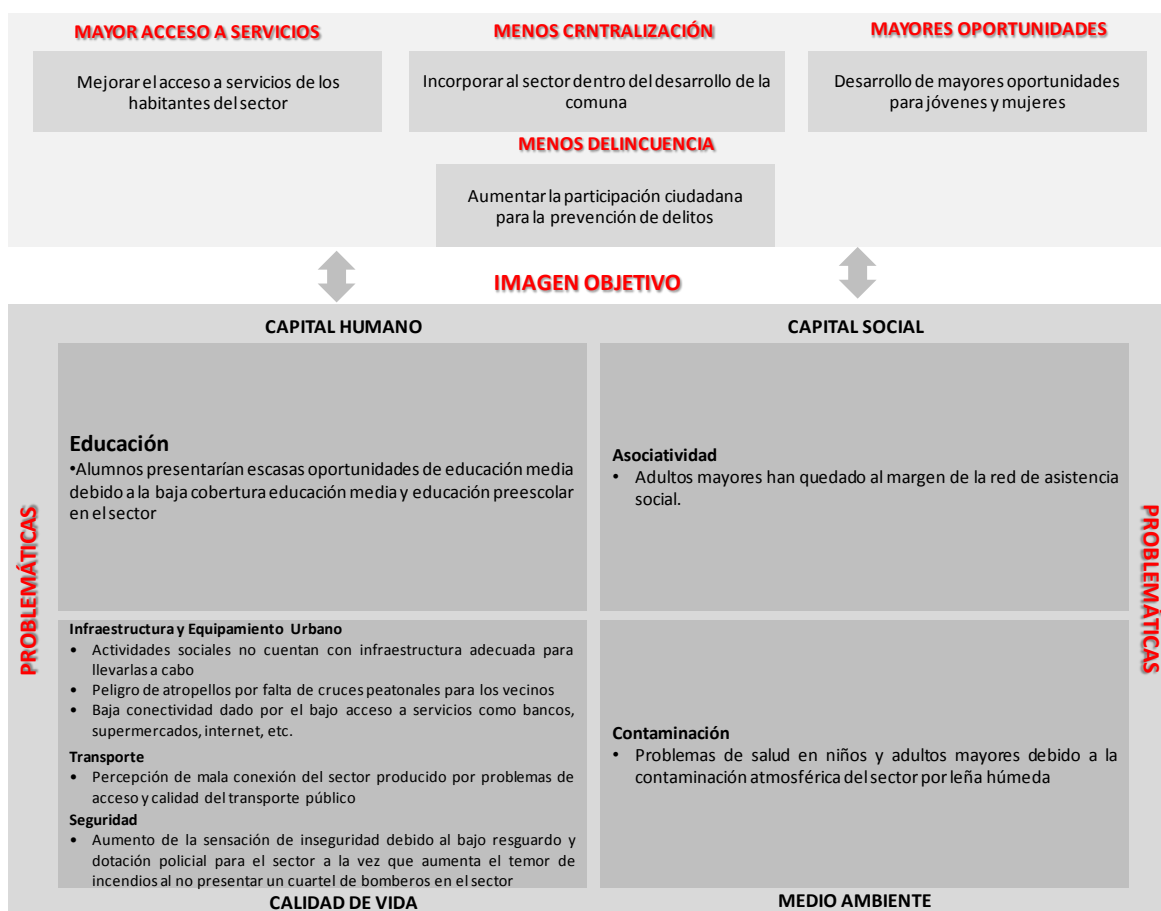 MAYOR ACCESO A SERVICIOS
Mejorar el acceso a servicios de los
habitantes del sector
MENOS CRNTRALIZACIÓN
Incorporar al sector dentro del desarrollo de la
comuna
MAYORES OPORTUNIDADES
Desarrollo de mayores oportunidades
para jóvenes y mujeres
MENOS DELINCUENCIA
Aumentar la participación ciudadana
para la prevención de delitos
IMAGEN OBJETIVO
PROBLEMÁTICAS
CAPITAL HUMANO
Educación
•Alumnos presentarían escasas oportunidades de educación media
debido a la baja cobertura educación media y educación preescolar
en el sector
CAPITAL SOCIAL
Asociatividad
• Adultos mayores han quedado al margen de la red de asistencia
social.
Infraestructura y Equipamiento Urbano
• Actividades sociales no cuentan con infraestructura adecuada para
llevarlas a cabo
• Peligro de atropellos por falta de cruces peatonales para los vecinos
• Baja conectividad dado por el bajo acceso a servicios como bancos,
supermercados, internet, etc.
Transporte
• Percepción de mala conexión del sector producido por problemas de
acceso y calidad del transporte público
Seguridad
• Aumento de la sensación de inseguridad debido al bajo resguardo y
dotación policial para el sector a la vez que aumenta el temor de
incendios al no presentar un cuartel de bomberos en el sector
CALIDAD DE VIDA
Contaminación
• Problemas de salud en niños y adultos mayores debido a la
contaminación atmosférica del sector por leña húmeda
MEDIO AMBIENTE
PROBLEMÁTICAS